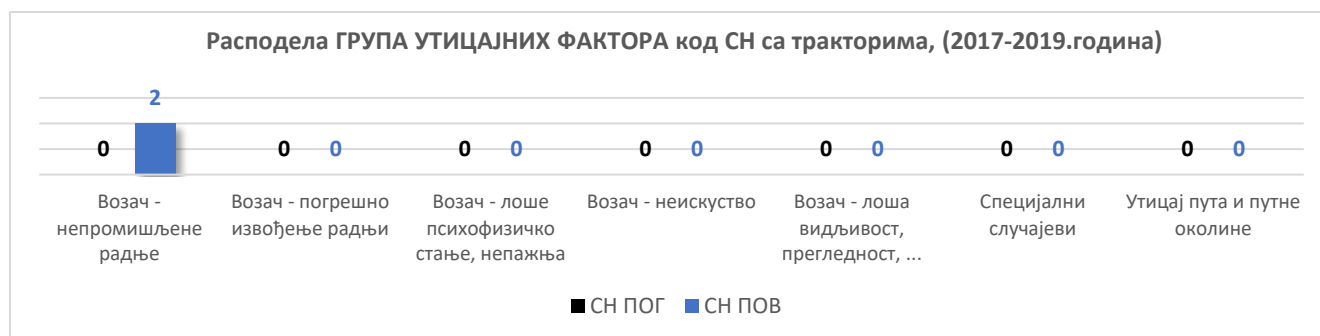 Расподела ГРУПА УТИЦАЈНИХ ФАКТОРА код СН са тракторима, (2017-2019.година)
2
0 0 0 0 0 0 0 0 0 0 0 0 0
Возач - непромишљене радње
Возач - погрешно извођење радњи
Возач - лоше психофизичко стање, непажња
Возач - неискуство
Возач - лоша видљивост, прегледност, ...
Специјални случајеви
Утицај пута и путне околине
СН ПОГ СН ПОВ